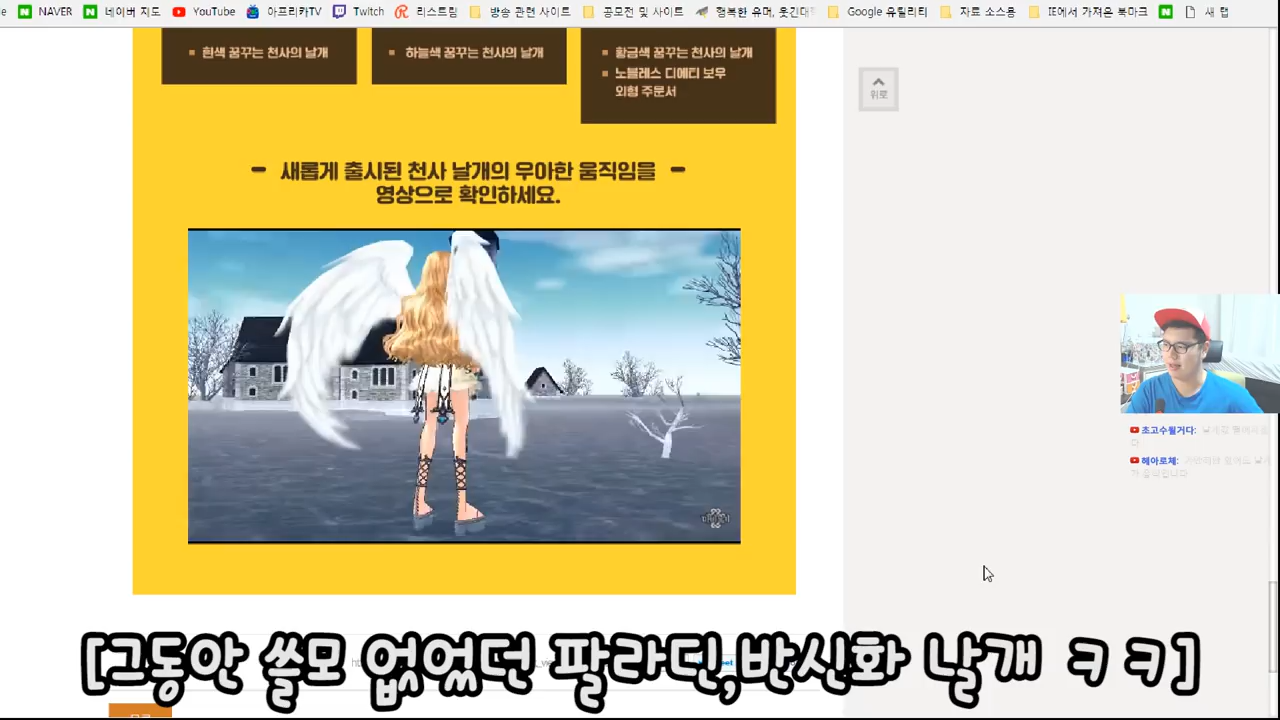 NAVER
네이버 지도
YouTube
아프리카TV
Twitch
리스트림
방송 관련 사이트
공모전 및 사이트
행복한 유머, 웃긴대
Google 유틸리티
자료 소스용
IE에서 가져온 북마크
새 탭
흰색 꿈꾸는 천사의 날개
하늘색 꿈꾸는 천사의 날개
황금색 꿈꾸는 천사의 날개
노블레스 디에티 보우
외형 주문서
위로
- 새롭게 출시된 천사 날개의 우아한 움직임을 -
영상으로 확인하세요.
초고수될거다:
헤아로체:
[그동안 쓸모 없었던 팔라딘,반신화 날개 ㅋㅋ]